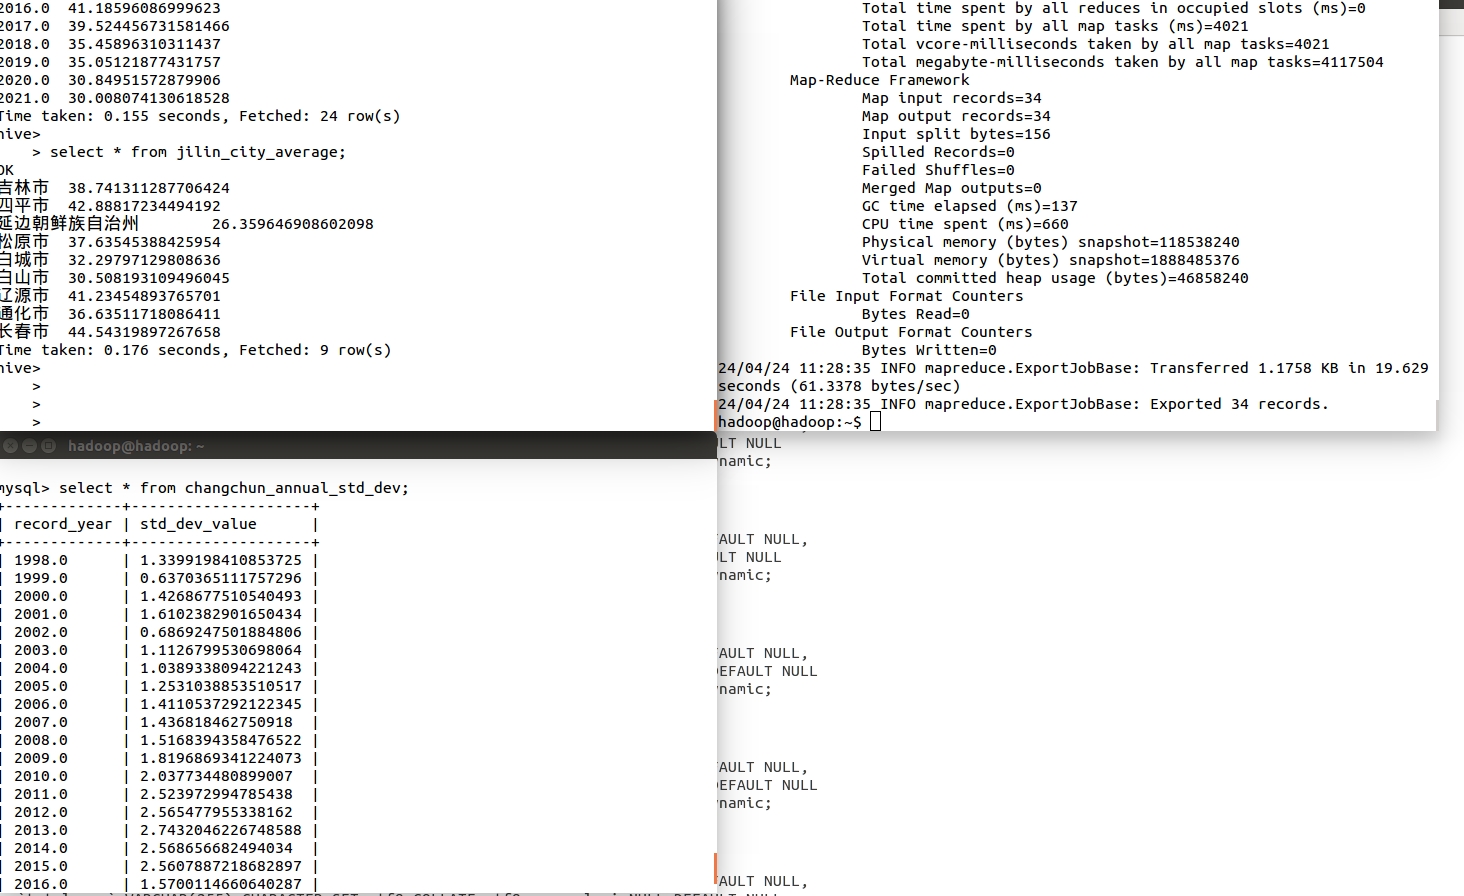 2016.0  41.18596086999623
2017.0  39.524456731581466
2018.0  35.45896310311437
2019.0  35.05121877431757
2020.0  30.84951572879906
2021.0  30.008074130618528
Time taken: 0.155 seconds, Fetched: 24 row(s)
hive>
    > select * from jilin_city_average;
OK
吉林市  38.741311287706424
四平市  42.88817234494192
延边朝鲜族自治州        26.359646908602098
松原市  37.63545388425954
白城市  32.29797129808636
白山市  30.508193109496045
辽源市  41.23454893765701
通化市  36.63511718086411
长春市  44.54319897267658
Time taken: 0.176 seconds, Fetched: 9 row(s)
hive>
    >
    >
    >
Total time spent by all reduces in occupied slots (ms)=0
Total time spent by all map tasks (ms)=4021
Total vcore-milliseconds taken by all map tasks=4021
Total megabyte-milliseconds taken by all map tasks=4117504
Map-Reduce Framework
Map input records=34
Map output records=34
Input split bytes=156
Spilled Records=0
Failed Shuffles=0
Merged Map outputs=0
GC time elapsed (ms)=137
CPU time spent (ms)=660
Physical memory (bytes) snapshot=118538240
Virtual memory (bytes) snapshot=1888485376
Total committed heap usage (bytes)=46858240
File Input Format Counters
Bytes Read=0
File Output Format Counters
Bytes Written=0
24/04/24 11:28:35 INFO mapreduce.ExportJobBase: Transferred 1.1758 KB in 19.629
seconds (61.3378 bytes/sec)
24/04/24 11:28:35 INFO mapreduce.ExportJobBase: Exported 34 records.
hadoop@hadoop:~$
hadoop@hadoop: ~
mysql> select * from changchun_annual_std_dev;
+-------------+--------------------+
| record_year | std_dev_value      |
+-------------+--------------------+
| 1998.0      | 1.3399198410853725 |
| 1999.0      | 0.6370365111757296 |
| 2000.0      | 1.4268677510540493 |
| 2001.0      | 1.6102382901650434 |
| 2002.0      | 0.6869247501884806 |
| 2003.0      | 1.1126799530698064 |
| 2004.0      | 1.0389338094221243 |
| 2005.0      | 1.2531038853510517 |
| 2006.0      | 1.4110537292122345 |
| 2007.0      | 1.436818462750918  |
| 2008.0      | 1.5168394358476522 |
| 2009.0      | 1.8196869341224073 |
| 2010.0      | 2.037734480899007  |
| 2011.0      | 2.523972994785438  |
| 2012.0      | 2.565477955338162  |
| 2013.0      | 2.7432046226748588 |
| 2014.0      | 2.568656682494034  |
| 2015.0      | 2.5607887218682897 |
| 2016.0      | 1.5700114660640287 |
LT NULL
namic;
AULT NULL,
LT NULL
namic;
AULT NULL,
EFAULT NULL
namic;
AULT NULL,
EFAULT NULL
namic;
AULT NULL,